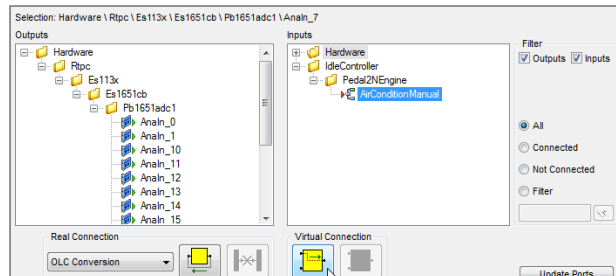 Selection: Hardware \ Rtpc \ Es113x \ Es1651cb \ Pb1651adc1 \ AnaIn_7
Outputs
Hardware
Rtpc
Es113x
Es1651cb
Pb1651adc1
AnaIn_0
AnaIn_1
AnaIn_10
AnaIn_11
AnaIn_12
AnaIn_13
AnaIn_14
AnaIn_15
Inputs
Hardware
IdleController
Pedal2NEngine
AirConditionManual
Filter
Outputs Inputs
All
Connected
Not Connected
Filter
Real Connection
OLC Conversion
Virtual Connection
Update Ports